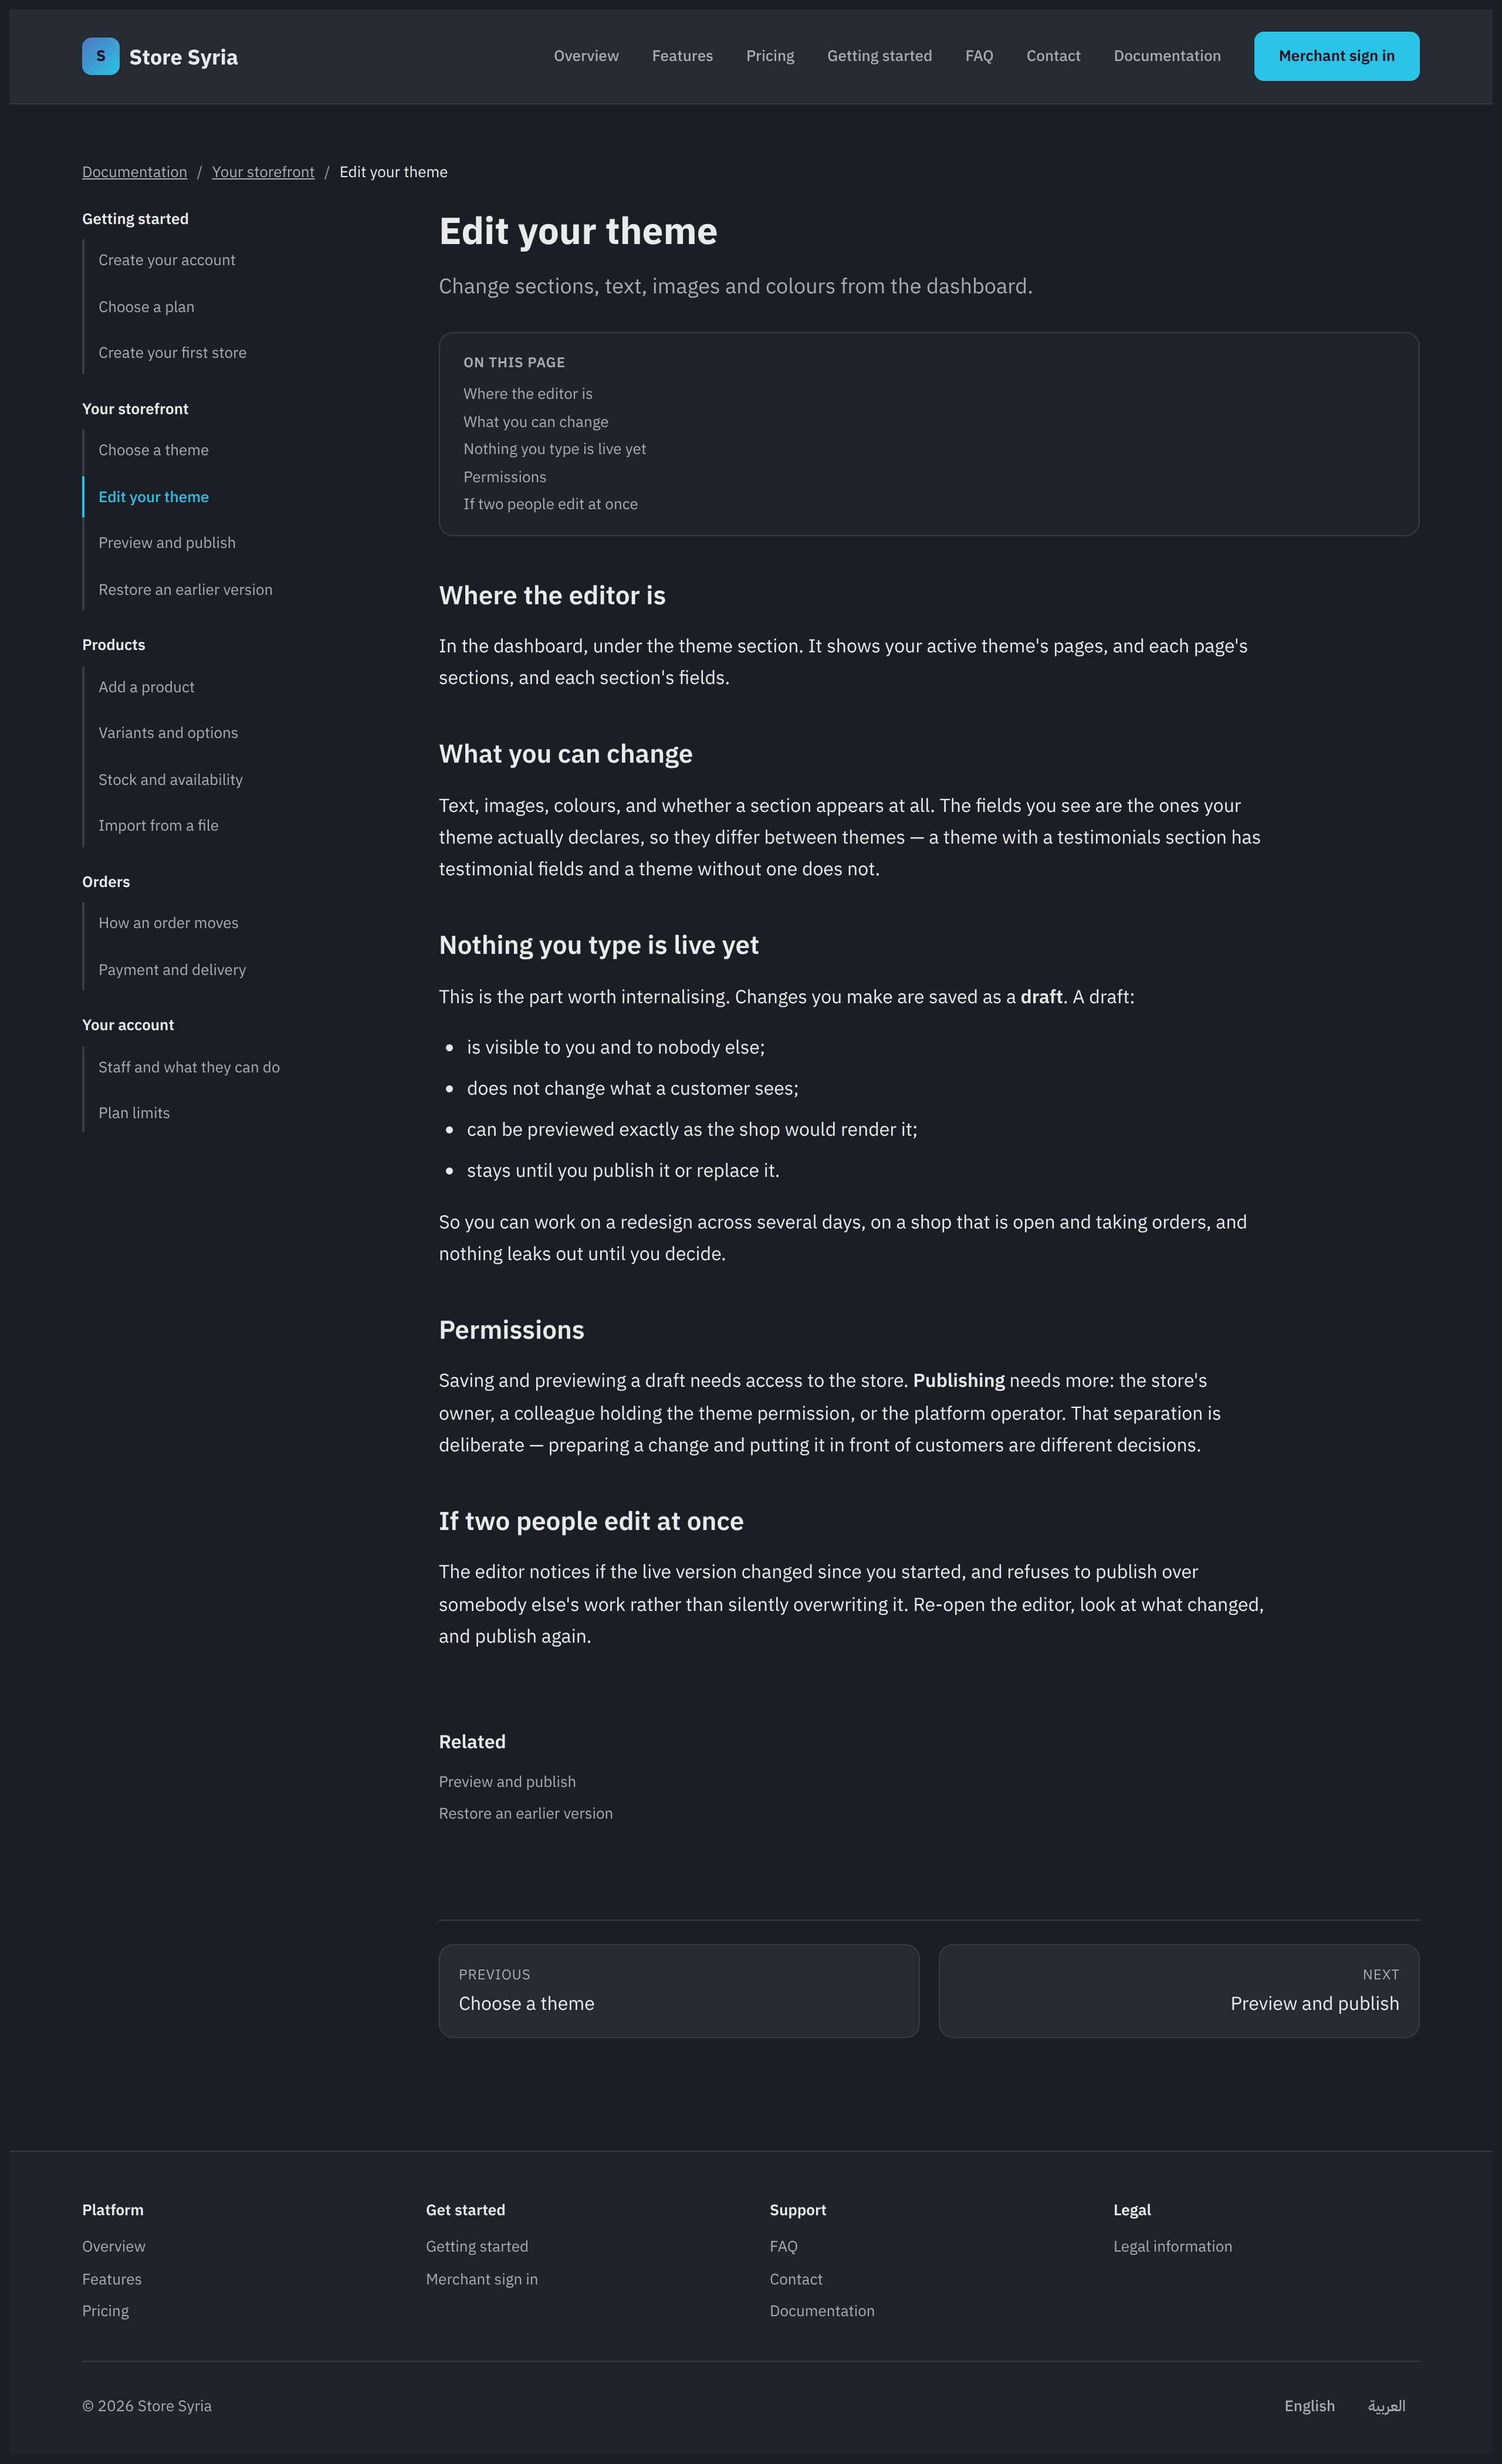 S
Store Syria
Overview
Features
Pricing
Getting started
FAQ
Contact
Documentation
Merchant sign in
Documentation / Your storefront / Edit your theme
Getting started
Create your account
Choose a plan
Create your first store
Your storefront
Choose a theme
Edit your theme
Preview and publish
Restore an earlier version
Products
Add a product
Variants and options
Stock and availability
Import from a file
Orders
How an order moves
Payment and delivery
Your account
Staff and what they can do
Plan limits
Edit your theme
Change sections, text, images and colours from the dashboard.
ON THIS PAGE
Where the editor is
What you can change
Nothing you type is live yet
Permissions
If two people edit at once
Where the editor is
In the dashboard, under the theme section. It shows your active theme's pages, and each page's
sections, and each section's fields.
What you can change
Text, images, colours, and whether a section appears at all. The fields you see are the ones your
theme actually declares, so they differ between themes — a theme with a testimonials section has
testimonial fields and a theme without one does not.
Nothing you type is live yet
This is the part worth internalising. Changes you make are saved as a draft. A draft:
• is visible to you and to nobody else;
• does not change what a customer sees;
• can be previewed exactly as the shop would render it;
• stays until you publish it or replace it.
So you can work on a redesign across several days, on a shop that is open and taking orders, and
nothing leaks out until you decide.
Permissions
Saving and previewing a draft needs access to the store. Publishing needs more: the store's
owner, a colleague holding the theme permission, or the platform operator. That separation is
deliberate — preparing a change and putting it in front of customers are different decisions.
If two people edit at once
The editor notices if the live version changed since you started, and refuses to publish over
somebody else's work rather than silently overwriting it. Re-open the editor, look at what changed,
and publish again.
Related
Preview and publish
Restore an earlier version
PREVIOUS
Choose a theme
NEXT
Preview and publish
Platform
Overview
Features
Pricing
Get started
Getting started
Merchant sign in
Support
FAQ
Contact
Documentation
Legal
Legal information
© 2026 Store Syria
English
العربية